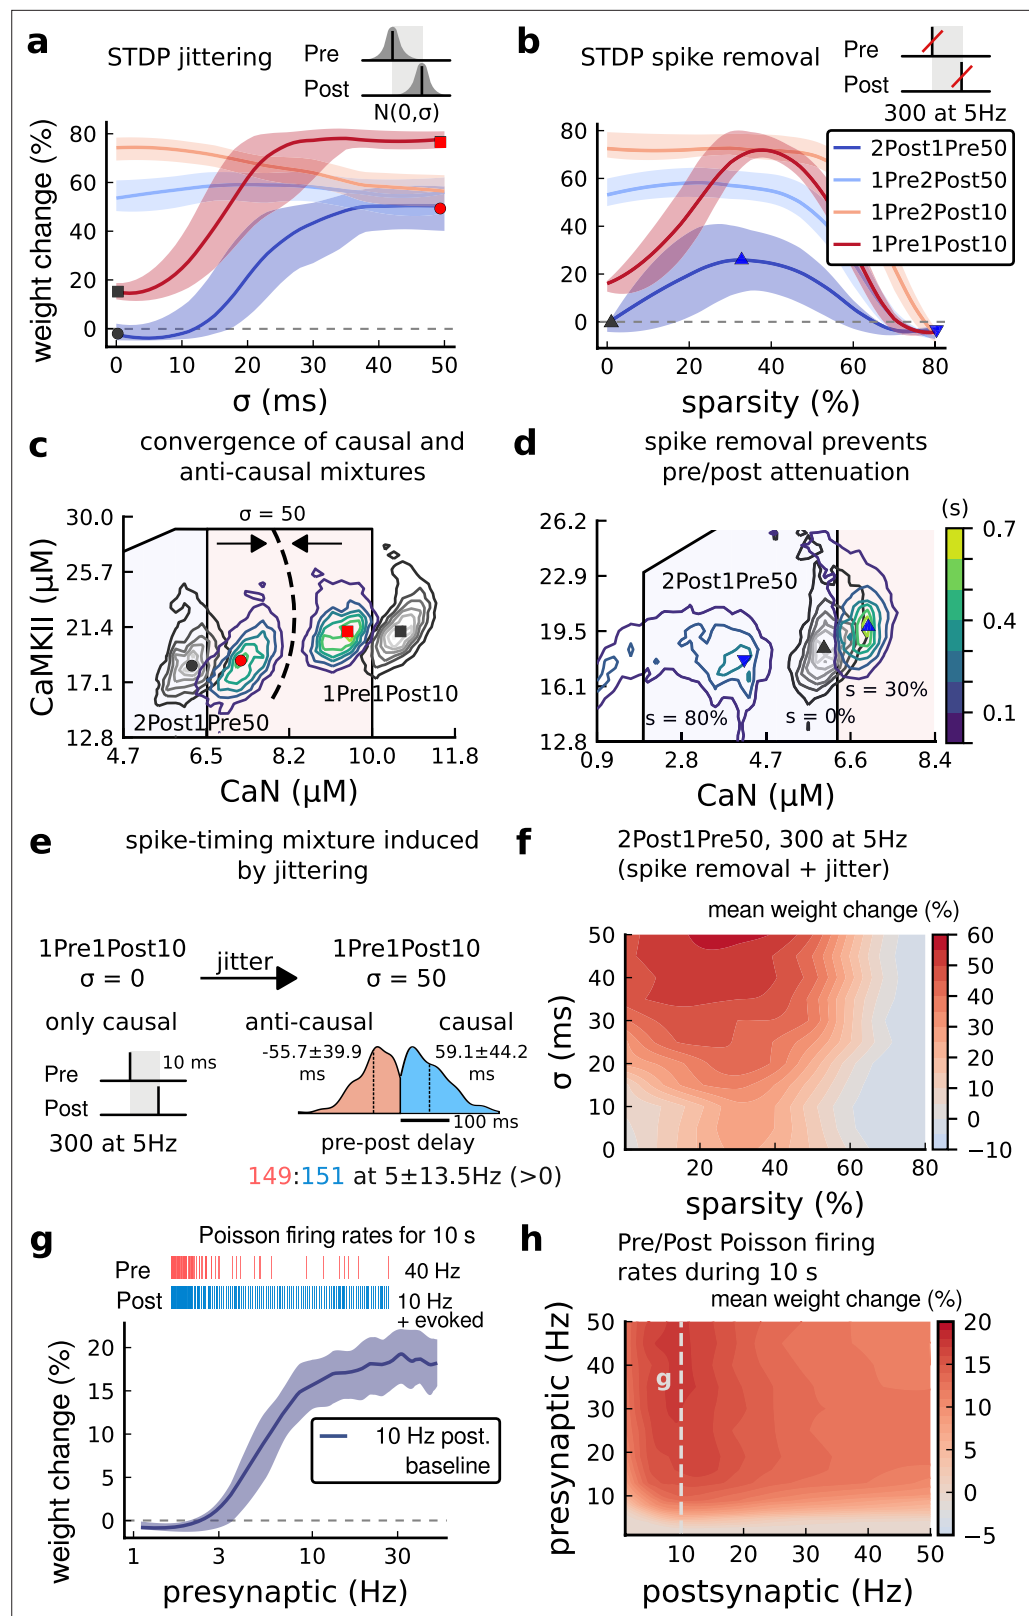 a
STDP jittering
Pre
Post
N(0,σ)
weight change (%)
80
60
40
20
0
0
10
20
30
40
50
σ (ms)
b
STDP spike removal
Pre
Post
300 at 5Hz
2Post1Pre50
1Pre2Post50
1Pre2Post10
1Pre1Post10
80
60
40
20
0
0
20
40
60
80
sparsity (%)
c
convergence of causal and
anti-causal mixtures
σ = 50
CaMKII (μM)
30.0
25.7
21.4
17.1
12.8
2Post1Pre50
1Pre1Post10
4.7
6.5
8.2
10.0
11.8
CaN (μM)
d
spike removal prevents
pre/post attenuation
26.2
22.9
19.5
16.1
12.8
2Post1Pre50
s = 80%
s = 0%
s = 30%
0.9
2.8
4.7
6.6
8.4
CaN (μM)
(s)
0.7
0.4
0.1
e
spike-timing mixture induced
by jittering
1Pre1Post10
σ = 0
jitter
1Pre1Post10
σ = 50
only causal
Pre
10 ms
Post
300 at 5Hz
anti-causal
causal
-55.7±39.9
ms
59.1±44.2
ms
100 ms
pre-post delay
149:151 at 5±13.5Hz (>0)
f
2Post1Pre50, 300 at 5Hz
(spike removal + jitter)
mean weight change (%)
σ (ms)
50
40
30
20
10
0
20
40
60
80
sparsity (%)
60
50
40
30
20
10
0
−10
g
Poisson firing rates for 10 s
Pre
40 Hz
Post
10 Hz
+ evoked
weight change (%)
20
15
10
5
0
10 Hz post.
baseline
1
3
10
30
presynaptic (Hz)
h
Pre/Post Poisson firing
rates during 10 s
mean weight change (%)
presynaptic (Hz)
50
40
30
20
10
g
10
20
30
40
50
postsynaptic (Hz)
20
15
10
5
0
−5